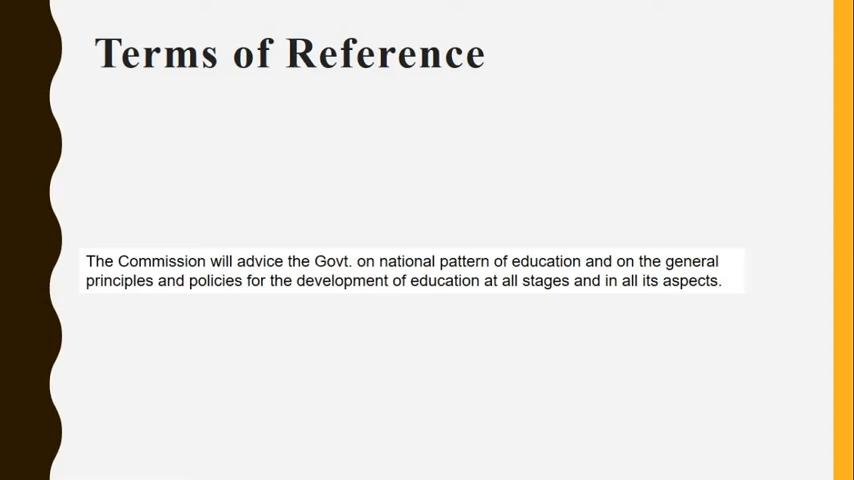 Terms of Reference
The Commission will advice the Govt. on national pattern of education and on the general
principles and policies for the development of education at all stages and in all its aspects.